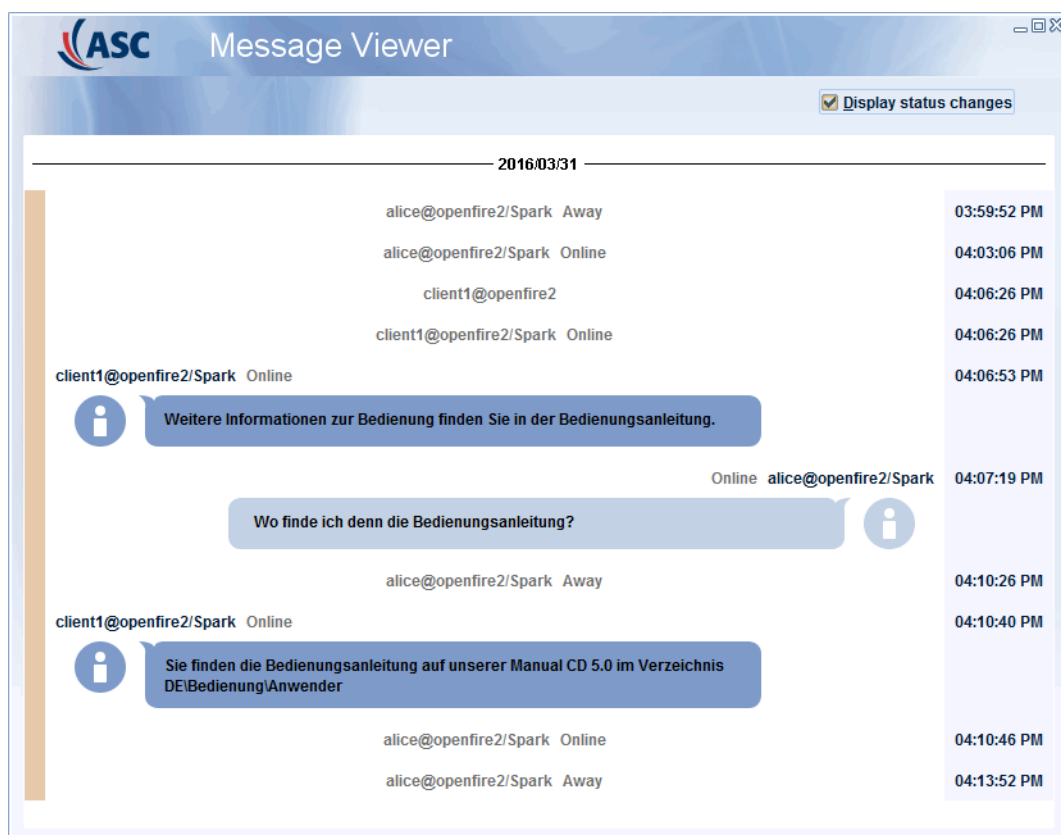 ASC Message Viewer
Display status changes
2016/03/31
alice@openfire2/Spark Away 03:59:52 PM
alice@openfire2/Spark Online 04:03:06 PM
client1@openfire2 04:06:26 PM
client1@openfire2/Spark Online 04:06:26 PM
client1@openfire2/Spark Online 04:06:53 PM
Weitere Informationen zur Bedienung finden Sie in der Bedienungsanleitung.
Online alice@openfire2/Spark 04:07:19 PM
Wo finde ich denn die Bedienungsanleitung?
alice@openfire2/Spark Away 04:10:26 PM
client1@openfire2/Spark Online 04:10:40 PM
Sie finden die Bedienungsanleitung auf unserer Manual CD 5.0 im Verzeichnis
DE\Bedienung\Anwender
alice@openfire2/Spark Online 04:10:46 PM
alice@openfire2/Spark Away 04:13:52 PM